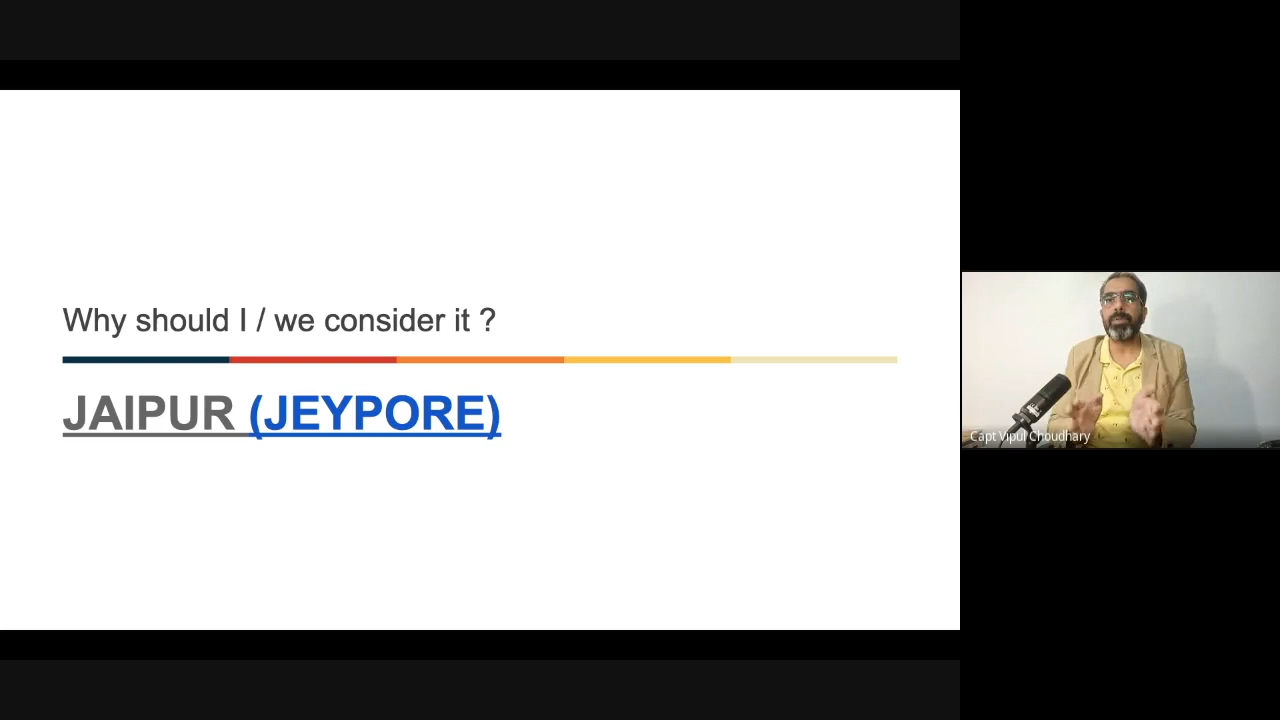 Why should I / we consider it ?
JAIPUR (JEYPORE)
Capt Vipul Choudhary